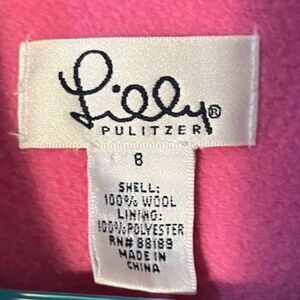 Lilly®
PULITZER
8
SHELL:
100% WOOL
LINING:
100% POLYESTER
RN# 88189
MADE IN
CHINA